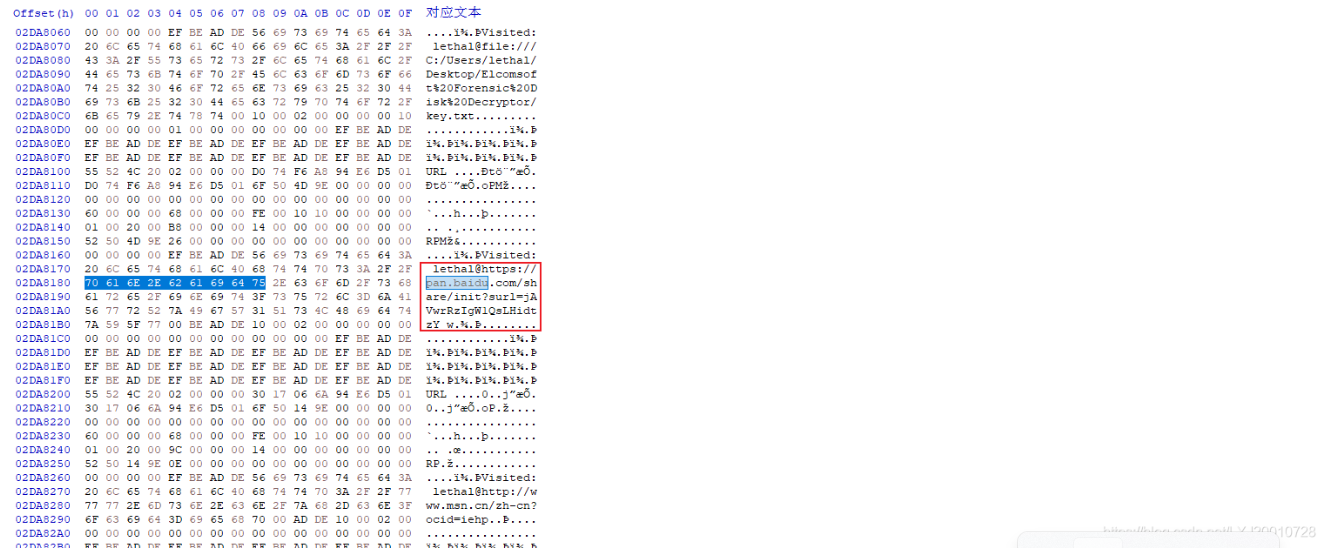 Offset(h) 00 01 02 03 04 05 06 07 08 09 0A 0B 0C 0D 0E 0F 对应文本
02DA8060 00 00 00 00 EF BE AD DE 56 69 73 69 74 65 64 3A ....ï¾.ÞVisited:
02DA8070 20 6C 65 74 68 61 6C 40 66 69 6C 65 3A 2F 2F 2F  lethal@file:///
02DA8080 43 3A 2F 55 73 65 72 73 2F 6C 65 74 68 61 6C 2F C:/Users/lethal/
02DA8090 44 65 73 6B 74 6F 70 2F 45 6C 63 6F 6D 73 6F 66 Desktop/Elcomsof
02DA80A0 74 25 32 30 46 6F 72 65 6E 73 69 63 25 32 30 44 t%20Forensic%20D
02DA80B0 69 73 6B 25 32 30 44 65 63 72 79 70 74 6F 72 2F isk%20Decryptor/
02DA80C0 6B 65 79 2E 74 78 74 00 10 00 02 00 00 00 00 10 key.txt.........
02DA80D0 00 00 00 00 01 00 00 00 00 00 00 00 EF BE AD DE ............ï¾.Þ
02DA80E0 EF BE AD DE EF BE AD DE EF BE AD DE EF BE AD DE ï¾.Þï¾.Þï¾.Þï¾.Þ
02DA80F0 EF BE AD DE EF BE AD DE EF BE AD DE EF BE AD DE ï¾.Þï¾.Þï¾.Þï¾.Þ
02DA8100 55 52 4C 20 02 00 00 00 D0 74 F6 A8 94 E6 D5 01 URL ....Ðtö¨”æÕ.
02DA8110 D0 74 F6 A8 94 E6 D5 01 6F 50 4D 9E 00 00 00 00 Ðtö¨”æÕ.oPMž....
02DA8120 00 00 00 00 00 00 00 00 00 00 00 00 00 00 00 00 ................
02DA8130 60 00 00 00 68 00 00 00 FE 00 10 10 00 00 00 00 `...h...þ.......
02DA8140 01 00 20 00 B8 00 00 00 14 00 00 00 00 00 00 00 .. .¸...........
02DA8150 52 50 4D 9E 26 00 00 00 00 00 00 00 00 00 00 00 RPMž&...........
02DA8160 00 00 00 00 EF BE AD DE 56 69 73 69 74 65 64 3A ....ï¾.ÞVisited:
02DA8170 20 6C 65 74 68 61 6C 40 68 74 74 70 73 3A 2F 2F  lethal@https://
02DA8180 70 61 6E 2E 62 61 69 64 75 2E 63 6F 6D 2F 73 68 pan.baidu.com/sh
02DA8190 61 72 65 2F 69 6E 69 74 3F 73 75 72 6C 3D 6A 41 are/init?surl=jA
02DA81A0 56 77 72 52 7A 49 67 57 31 51 73 4C 48 69 64 74 VwrRzIgW1QsLHidt
02DA81B0 7A 59 5F 77 00 BE AD DE 10 00 02 00 00 00 00 00 zY_w.¾.Þ........
02DA81C0 00 00 00 00 00 00 00 00 00 00 00 00 EF BE AD DE ............ï¾.Þ
02DA81D0 EF BE AD DE EF BE AD DE EF BE AD DE EF BE AD DE ï¾.Þï¾.Þï¾.Þï¾.Þ
02DA81E0 EF BE AD DE EF BE AD DE EF BE AD DE EF BE AD DE ï¾.Þï¾.Þï¾.Þï¾.Þ
02DA81F0 EF BE AD DE EF BE AD DE EF BE AD DE EF BE AD DE ï¾.Þï¾.Þï¾.Þï¾.Þ
02DA8200 55 52 4C 20 02 00 00 00 30 17 06 6A 94 E6 D5 01 URL ....0..j”æÕ.
02DA8210 30 17 06 6A 94 E6 D5 01 6F 50 14 9E 00 00 00 00 0..j”æÕ.oP.ž....
02DA8220 00 00 00 00 00 00 00 00 00 00 00 00 00 00 00 00 ................
02DA8230 60 00 00 00 68 00 00 00 FE 00 10 10 00 00 00 00 `...h...þ.......
02DA8240 01 00 20 00 9C 00 00 00 14 00 00 00 00 00 00 00 .. .œ...........
02DA8250 52 50 14 9E 0E 00 00 00 00 00 00 00 00 00 00 00 RP.ž............
02DA8260 00 00 00 00 EF BE AD DE 56 69 73 69 74 65 64 3A ....ï¾.ÞVisited:
02DA8270 20 6C 65 74 68 61 6C 40 68 74 74 70 3A 2F 2F 77  lethal@http://w
02DA8280 77 77 2E 6D 73 6E 2E 63 6E 2F 7A 68 2D 63 6E 3F ww.msn.cn/zh-cn?
02DA8290 6F 63 69 64 3D 69 65 68 70 00 AD DE 10 00 02 00 ocid=iehp..Þ....
02DA82A0 00 00 00 00 00 00 00 00 00 00 00 00 00 00 00 00 ................
02DA82B0 EF BE AD DE EF BE AD DE EF BE AD DE EF BE AD DE ï¾.Þï¾.Þï¾.Þï¾.Þ